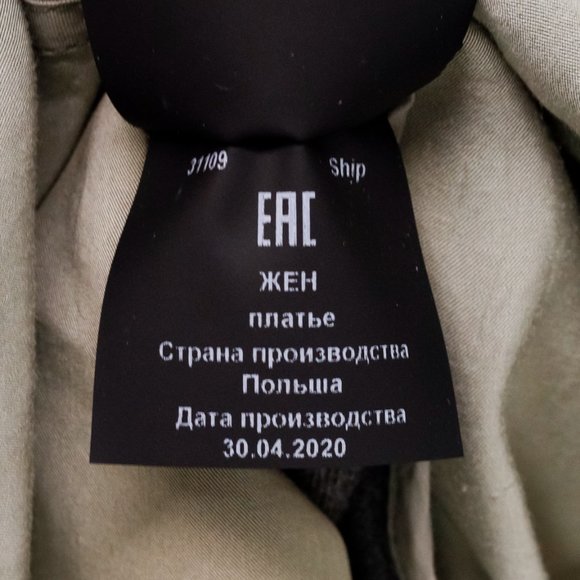 31109 Ship
EAC
ЖЕН
платье
Страна производства
Польша
Дата производства
30.04.2020